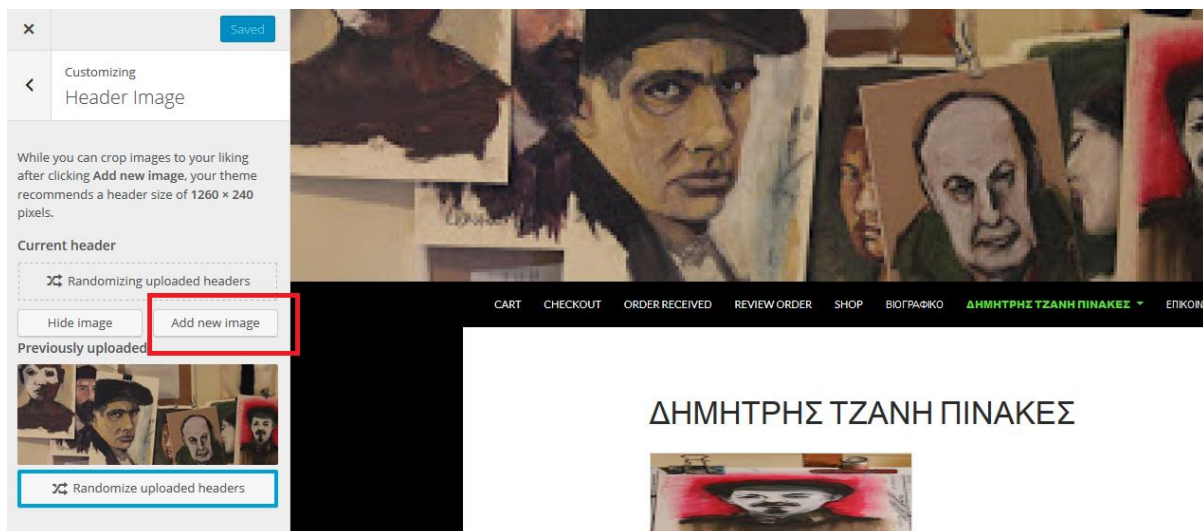 Saved
Customizing
Header Image
While you can crop images to your liking
after clicking Add new image, your theme
recommends a header size of 1260 × 240
pixels.
Current header
Randomizing uploaded headers
Hide image
Add new image
Previously uploaded
Randomize uploaded headers
CART CHECKOUT ORDER RECEIVED REVIEW ORDER SHOP ΒΙΟΓΡΑΦΙΚΟ ΔΗΜΗΤΡΗΣ ΤΖΑΝΗ ΠΙΝΑΚΕΣ ΕΠΙΚΟΙΝ
ΔΗΜΗΤΡΗΣ ΤΖΑΝΗ ΠΙΝΑΚΕΣ